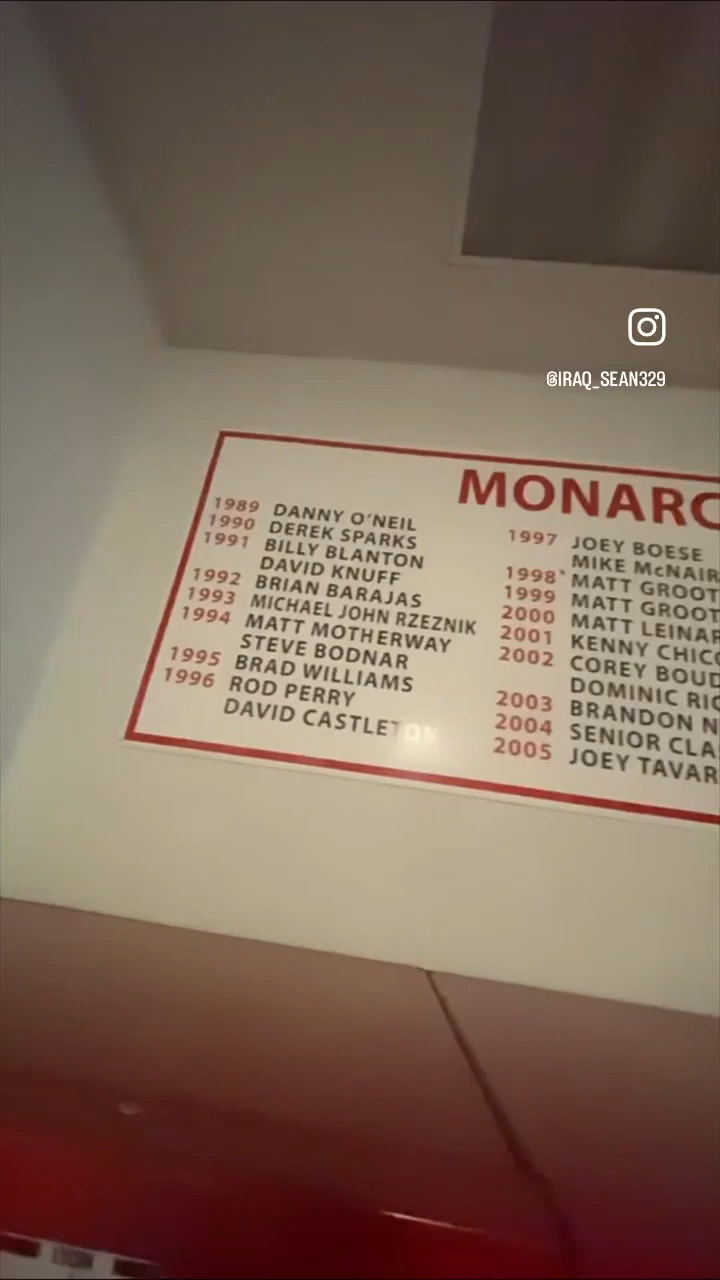 @IRAQ_SEAN329
MONARC
1989 DANNY O'NEIL
1990 DEREK SPARKS
1991 BILLY BLANTON
DAVID KNUFF
1992 BRIAN BARAJAS
1993 MICHAEL JOHN RZEZNIK
1994 MATT MOTHERWAY
STEVE BODNAR
1995 BRAD WILLIAMS
1996 ROD PERRY
DAVID CASTLETON
1997 JOEY BOESE
MIKE McNAIR
1998 MATT GROOT
1999 MATT GROOT
2000 MATT LEINAR
2001 KENNY CHICO
2002 COREY BOUD
DOMINIC RIC
2003 BRANDON N
2004 SENIOR CLA
2005 JOEY TAVAR